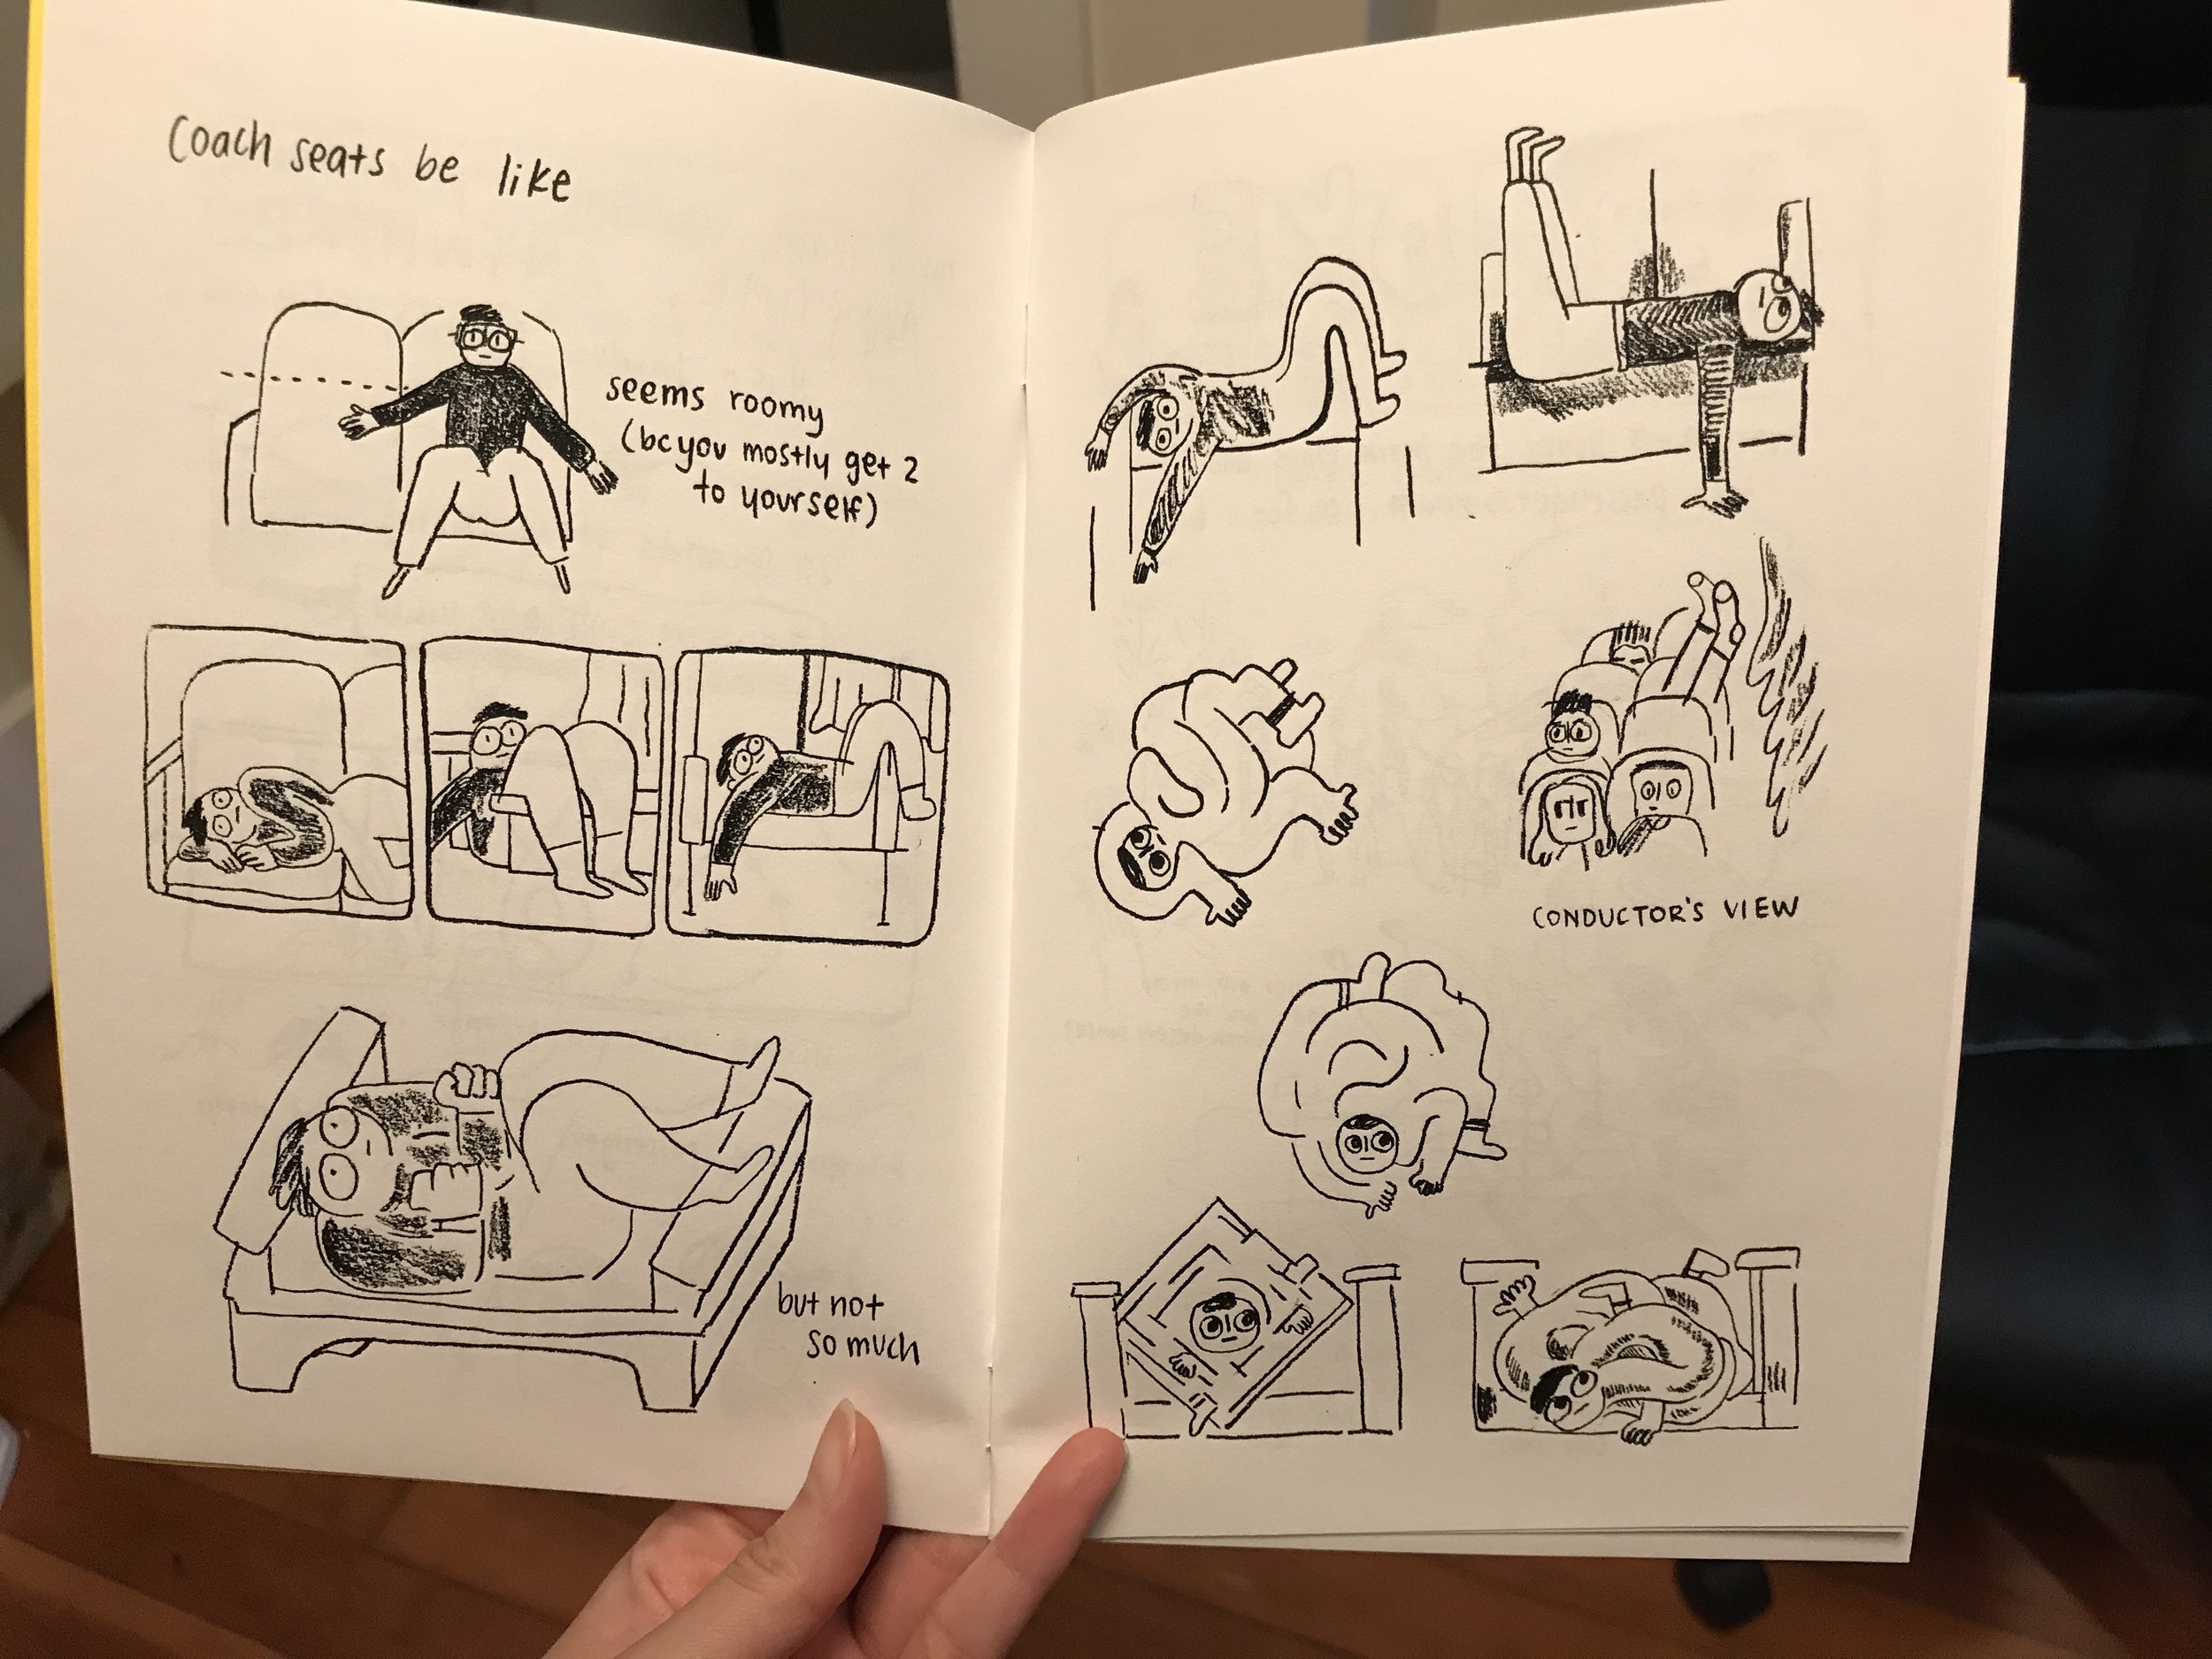 Coach seats be like
seems roomy
(bc you mostly get 2
to yourself)
but not
so much
CONDUCTOR'S VIEW